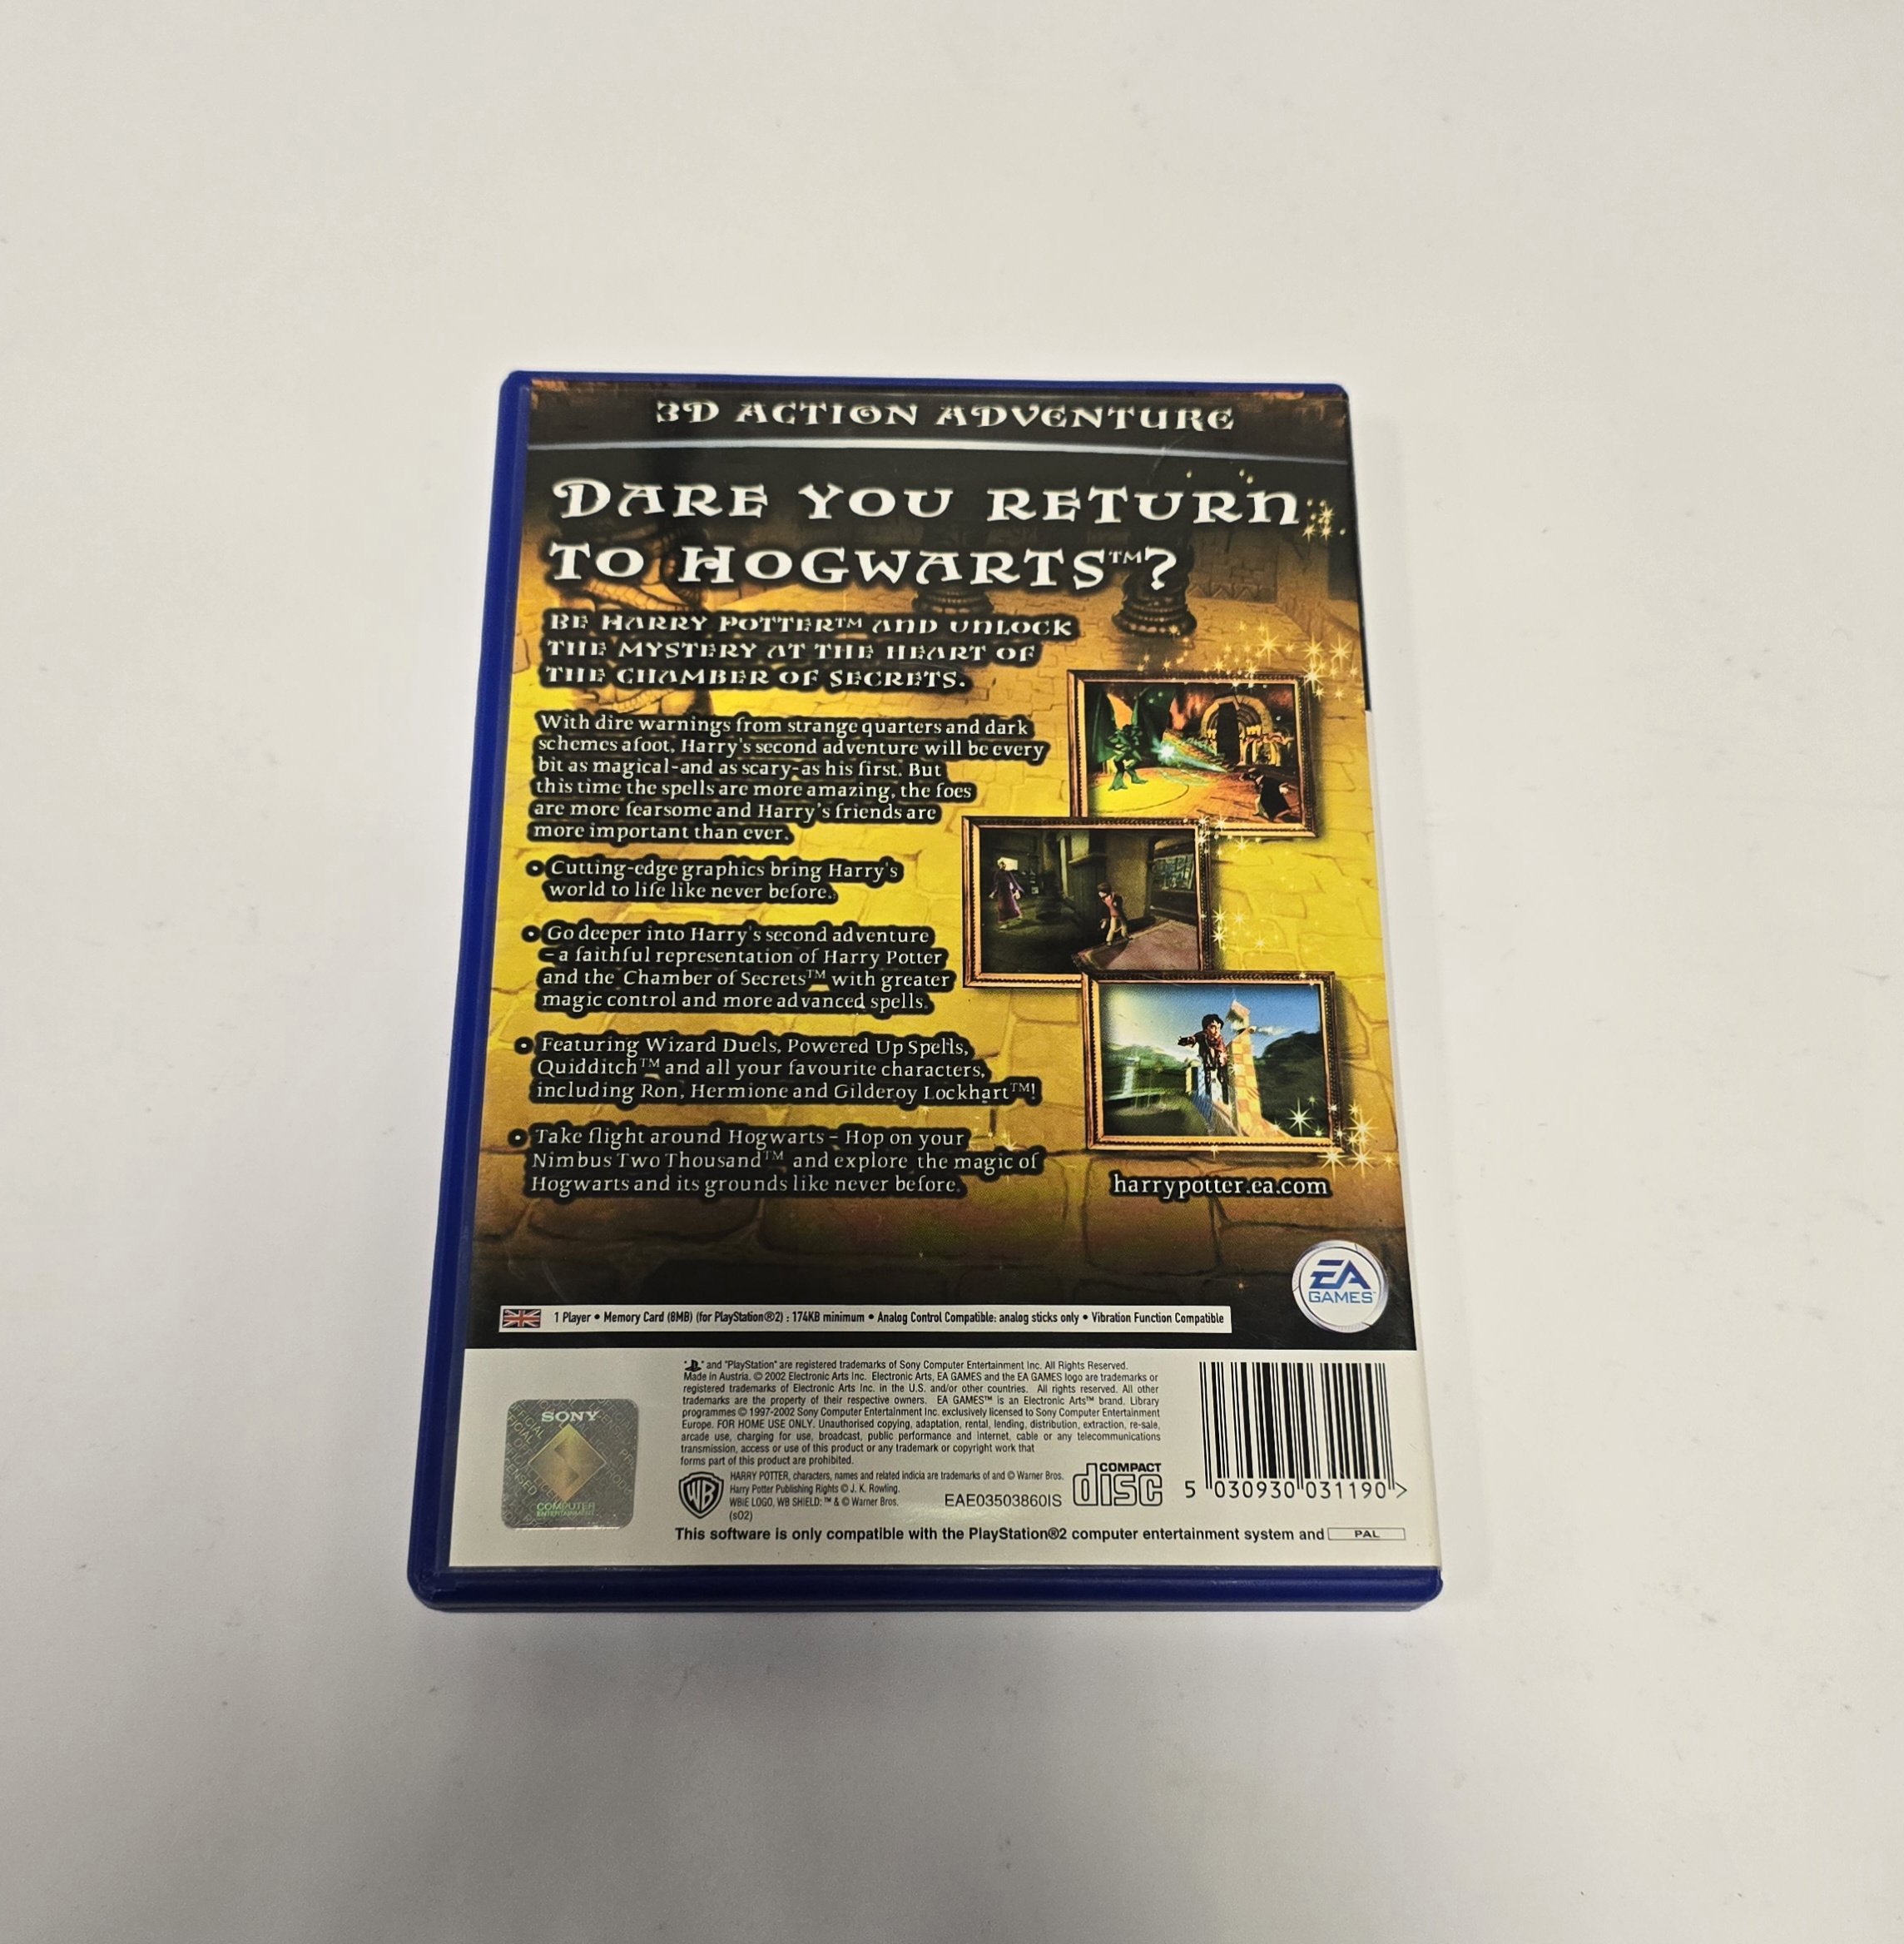 3D ACTION ADVENTURE
DARE YOU RETURN
TO HOGWARTS™?
BE HARRY POTTER™ AND UNLOCK
THE MYSTERY AT THE HEART OF
THE CHAMBER OF SECRETS.
With dire warnings from strange quarters and dark
schemes afoot, Harry's second adventure will be every
bit as magical-and as scary-as his first. But
this time the spells are more amazing, the foes
are more fearsome and Harry's friends are
more important than ever.
• Cutting-edge graphics bring Harry's
world to life like never before.
• Go deeper into Harry's second adventure
– a faithful representation of Harry Potter
and the Chamber of Secrets™ with greater
magic control and more advanced spells.
• Featuring Wizard Duels, Powered Up Spells,
Quidditch™ and all your favourite characters,
including Ron, Hermione and Gilderoy Lockhart™!
• Take flight around Hogwarts – Hop on your
Nimbus Two Thousand™ and explore the magic of
Hogwarts and its grounds like never before.
harrypotter.ea.com
EA
GAMES™
1 Player • Memory Card (8MB) (for PlayStation®2) : 174KB minimum • Analog Control Compatible: analog sticks only • Vibration Function Compatible
" " and "PlayStation" are registered trademarks of Sony Computer Entertainment Inc. All Rights Reserved.
Made in Austria. © 2002 Electronic Arts Inc. Electronic Arts, EA GAMES and the EA GAMES logo are trademarks or
registered trademarks of Electronic Arts Inc. in the U.S. and/or other countries. All rights reserved. All other
trademarks are the property of their respective owners. EA GAMES™ is an Electronic Arts™ brand. Library
programmes © 1997-2002 Sony Computer Entertainment Inc. exclusively licensed to Sony Computer Entertainment
Europe. FOR HOME USE ONLY. Unauthorised copying, adaptation, rental, lending, distribution, extraction, re-sale,
arcade use, charging for use, broadcast, public performance and internet, cable or any telecommunications
transmission, access or use of this product or any trademark or copyright work that
forms part of this product are prohibited.
SONY
COMPUTER
ENTERTAINMENT
WB
HARRY POTTER, characters, names and related indicia are trademarks of and © Warner Bros.
Harry Potter Publishing Rights © J. K. Rowling.
WBIE LOGO, WB SHIELD: ™ & © Warner Bros.
(s02)
EAE03503860IS
COMPACT
disc
5 030930 031190 >
This software is only compatible with the PlayStation®2 computer entertainment system and PAL